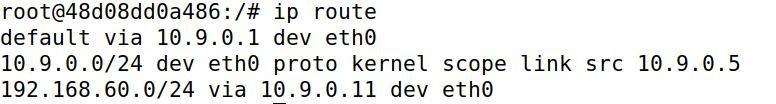 root@48d08dd0a486:/# ip route
default via 10.9.0.1 dev eth0
10.9.0.0/24 dev eth0 proto kernel scope link src 10.9.0.5
192.168.60.0/24 via 10.9.0.11 dev eth0